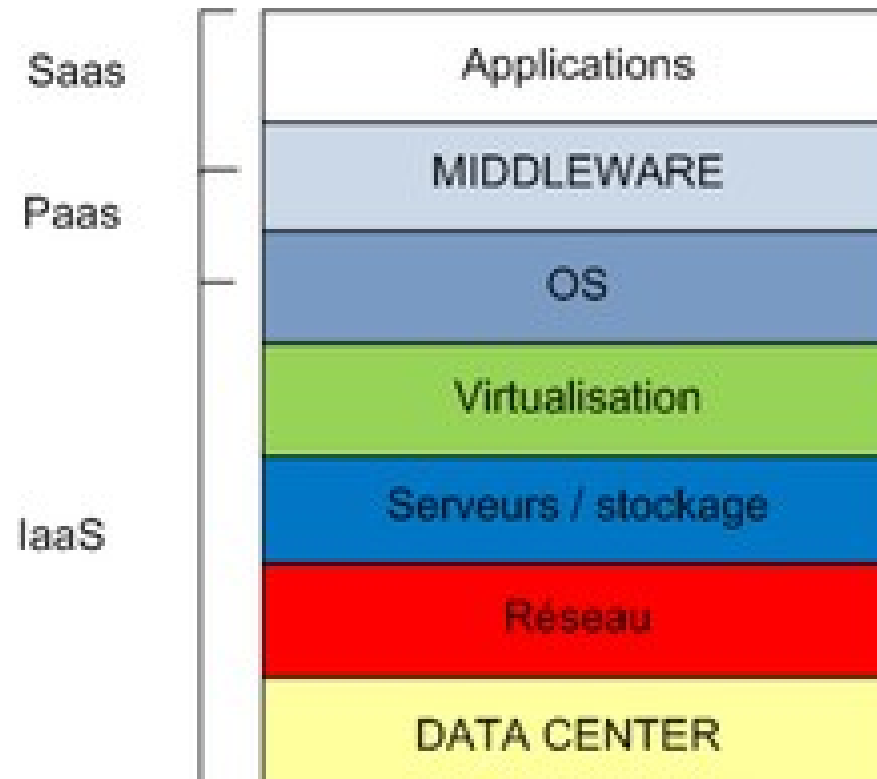 Saas
Applications
MIDDLEWARE
Paas
OS
Virtualisation
Serveurs / stockage
IaaS
Réseau
DATA CENTER